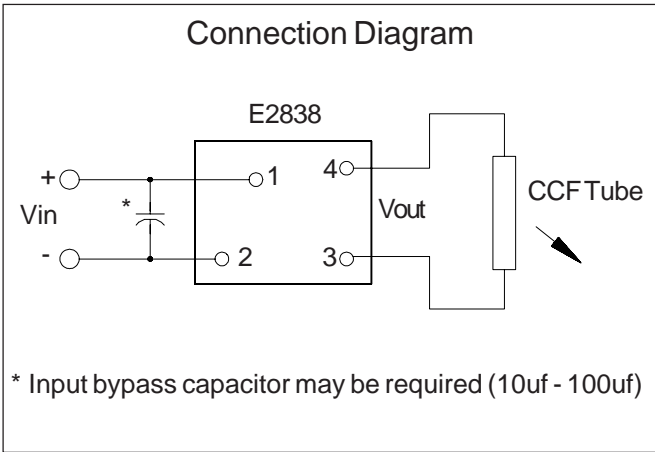 Connection Diagram
E2838
+ 1 4
Vin * Vout CCF Tube
- 2 3
* Input bypass capacitor may be required (10uf - 100uf)